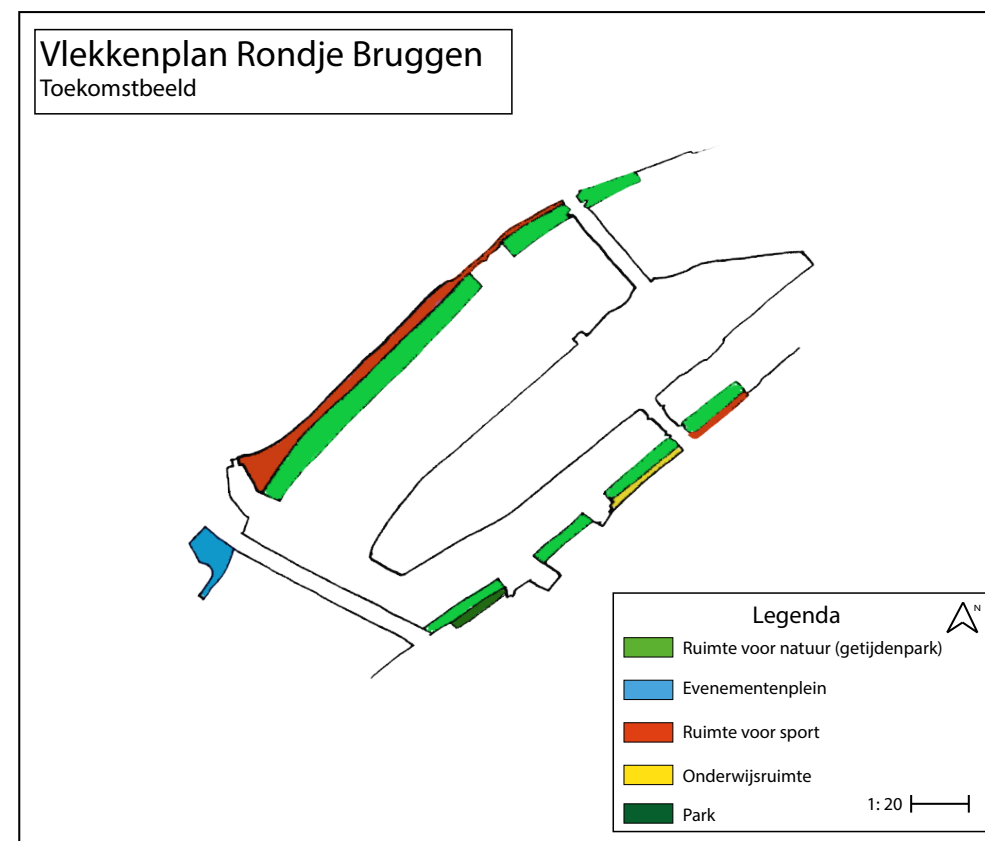 Vlekkenplan Rondje Bruggen
Toekomstbeeld
Legenda
N
Ruimte voor natuur (getijdenpark)
Evenementenplein
Ruimte voor sport
Onderwijsruimte
1: 20
Park